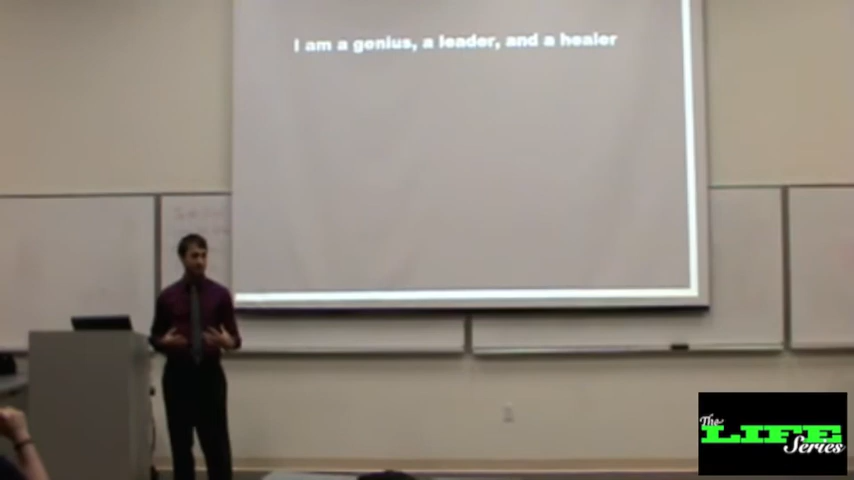 I am a genius, a leader, and a healer
The
LIFE
Series